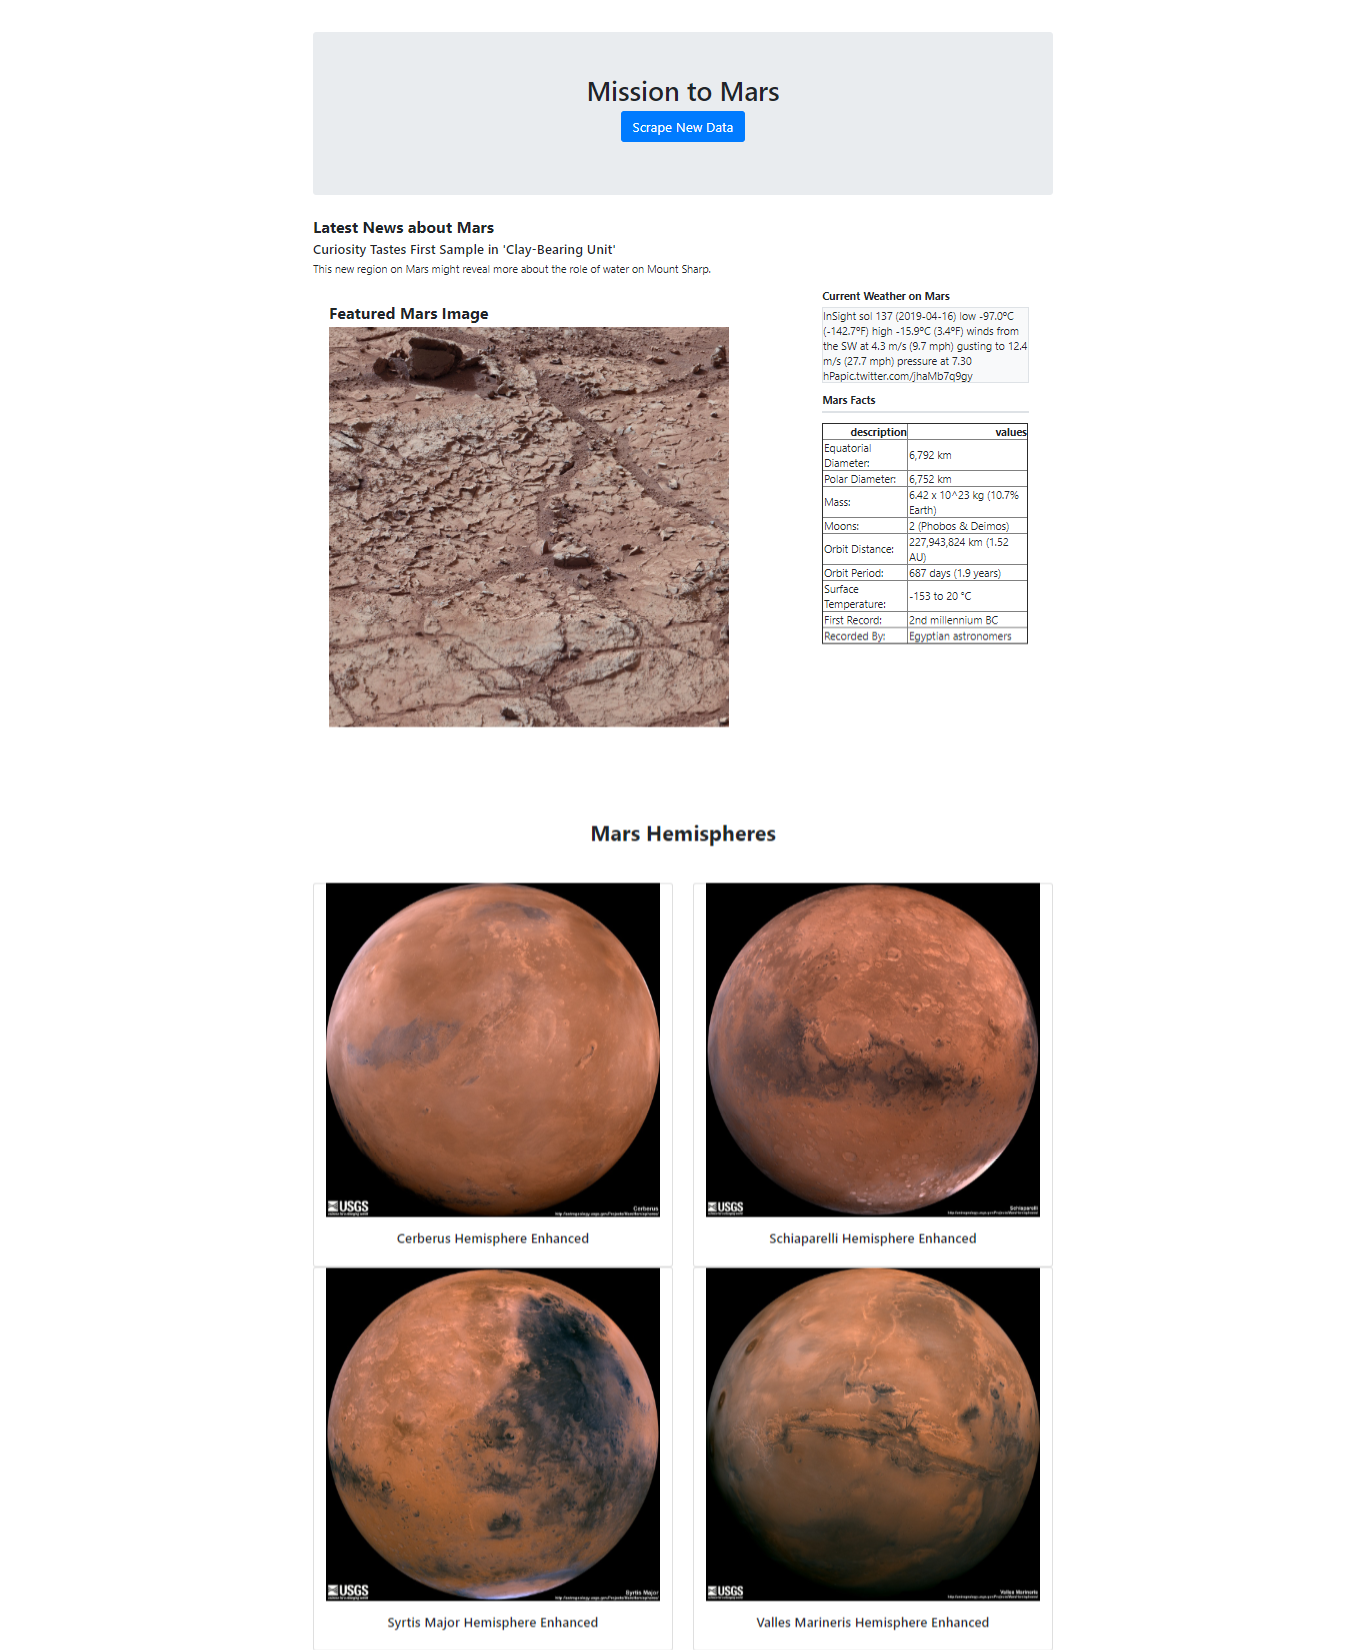 Mission to Mars
Scrape New Data
Latest News about Mars
Curiosity Tastes First Sample in 'Clay-Bearing Unit'
This new region on Mars might reveal more about the role of water on Mount Sharp.
Featured Mars Image
Current Weather on Mars
InSight sol 137 (2019-04-16) low -97.0ºC
(-142.7ºF) high -15.9ºC (3.4ºF) winds from
the SW at 4.3 m/s (9.7 mph) gusting to 12.4
m/s (27.7 mph) pressure at 7.30
hPapic.twitter.com/jhaMb7q9gy
Mars Facts
description values
Equatorial
Diameter:
6,792 km
Polar Diameter: 6,752 km
Mass:
6.42 x 10^23 kg (10.7%
Earth)
Moons: 2 (Phobos & Deimos)
Orbit Distance:
227,943,824 km (1.52
AU)
Orbit Period: 687 days (1.9 years)
Surface
Temperature:
-153 to 20 °C
First Record: 2nd millennium BC
Recorded By: Egyptian astronomers
Mars Hemispheres
USGS
Cerberus
USGS
Schiaparelli
Cerberus Hemisphere Enhanced
Schiaparelli Hemisphere Enhanced
USGS
Syrtis Major
USGS
Valles Marineris
Syrtis Major Hemisphere Enhanced
Valles Marineris Hemisphere Enhanced